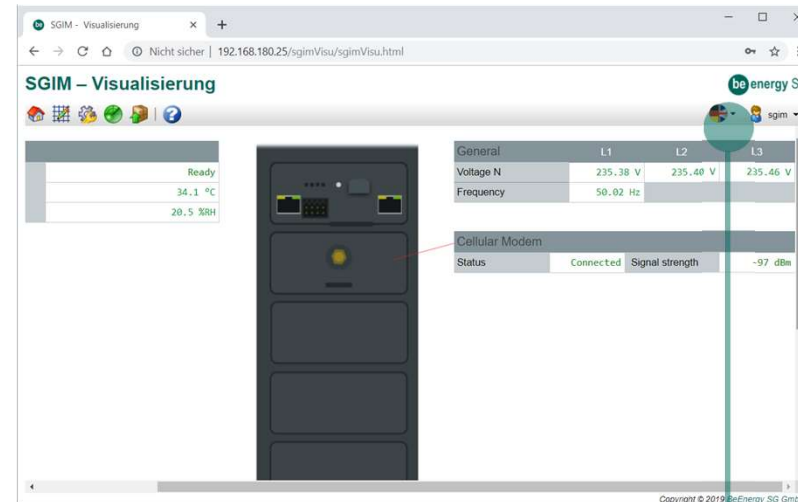 SGIM - Visualisierung
Nicht sicher | 192.168.180.25/sgimVisu/sgimVisu.html
SGIM – Visualisierung
be energy S
sgim
Ready
34.1 °C
20.5 %RH
General L1 L2 L3
Voltage N 235.38 V 235.40 V 235.46 V
Frequency 50.02 Hz
Cellular Modem
Status Connected Signal strength -97 dBm
Copyright © 2019 BeEnergy SG Gmb